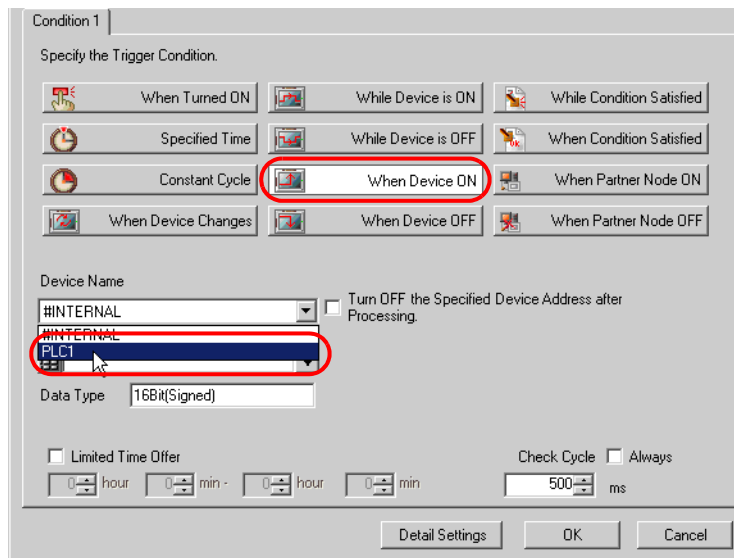 Condition 1
Specify the Trigger Condition.
When Turned ON While Device is ON While Condition Satisfied
Specified Time While Device is OFF When Condition Satisfied
Constant Cycle When Device ON When Partner Node ON
When Device Changes When Device OFF When Partner Node OFF
Device Name
#INTERNAL Turn OFF the Specified Device Address after
Processing.
#INTERNAL
PLC1
Data Type 16Bit(Signed)
Limited Time Offer Check Cycle Always
0 hour 0 min - 0 hour 0 min 500 ms
Detail Settings OK Cancel